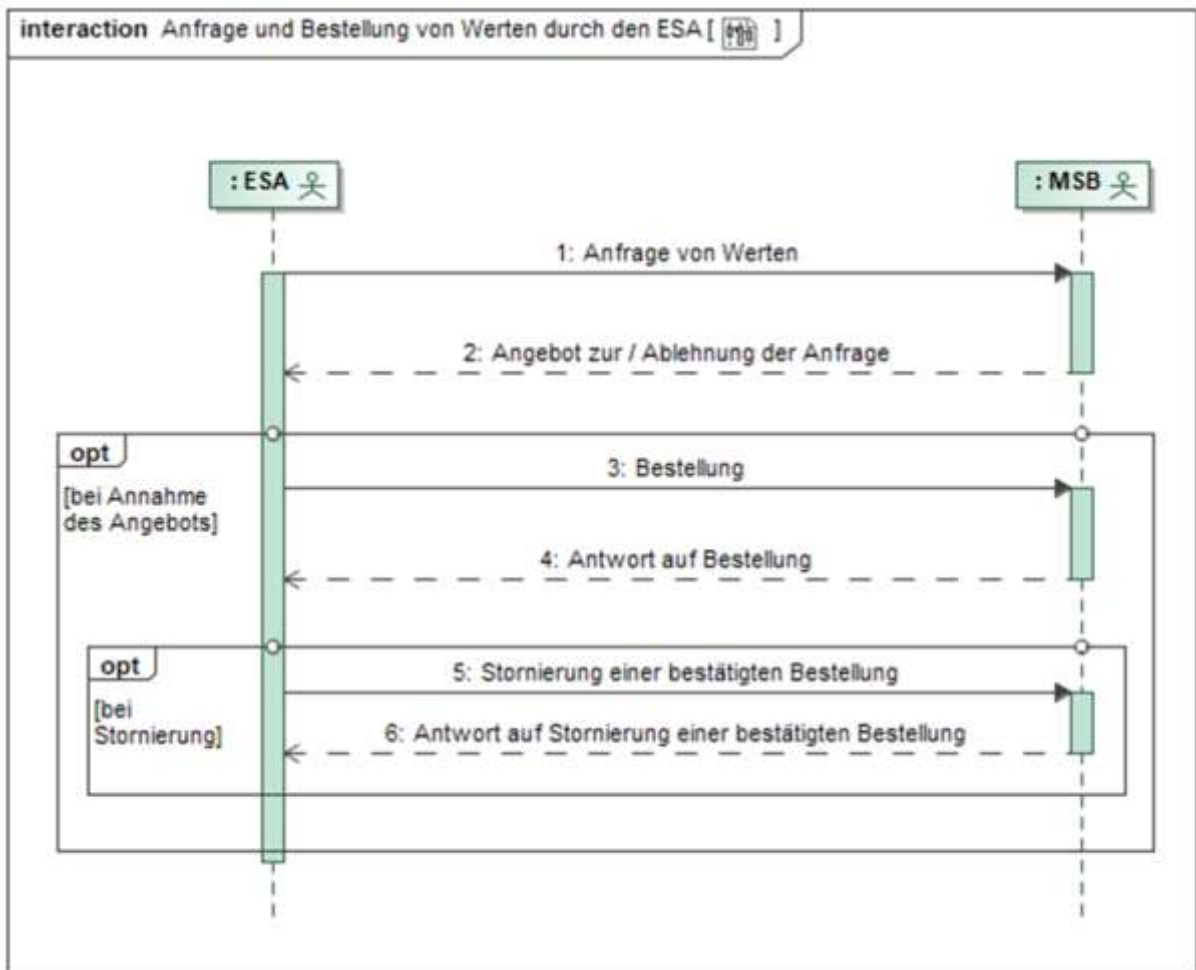 interaction Anfrage und Bestellung von Werten durch den ESA [ ]
: ESA
: MSB
1: Anfrage von Werten
2: Angebot zur / Ablehnung der Anfrage
opt
[bei Annahme
des Angebots]
3: Bestellung
4: Antwort auf Bestellung
opt
[bei
Stornierung]
5: Stornierung einer bestätigten Bestellung
6: Antwort auf Stornierung einer bestätigten Bestellung